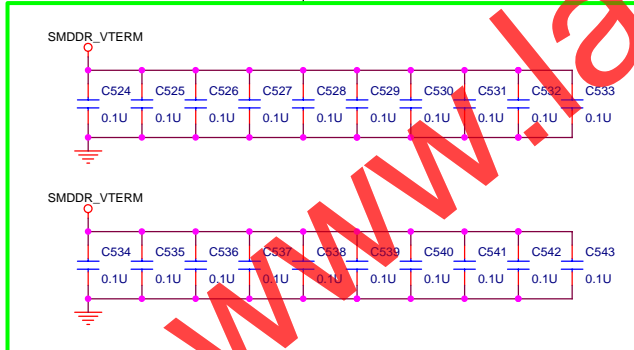 SMDDR_VTERM
C524 C525 C526 C527 C528 C529 C530 C531 C532 C533
0.1U 0.1U 0.1U 0.1U 0.1U 0.1U 0.1U 0.1U 0.1U 0.1U
SMDDR_VTERM
C534 C535 C536 C537 C538 C539 C540 C541 C542 C543
0.1U 0.1U 0.1U 0.1U 0.1U 0.1U 0.1U 0.1U 0.1U 0.1U
www.la